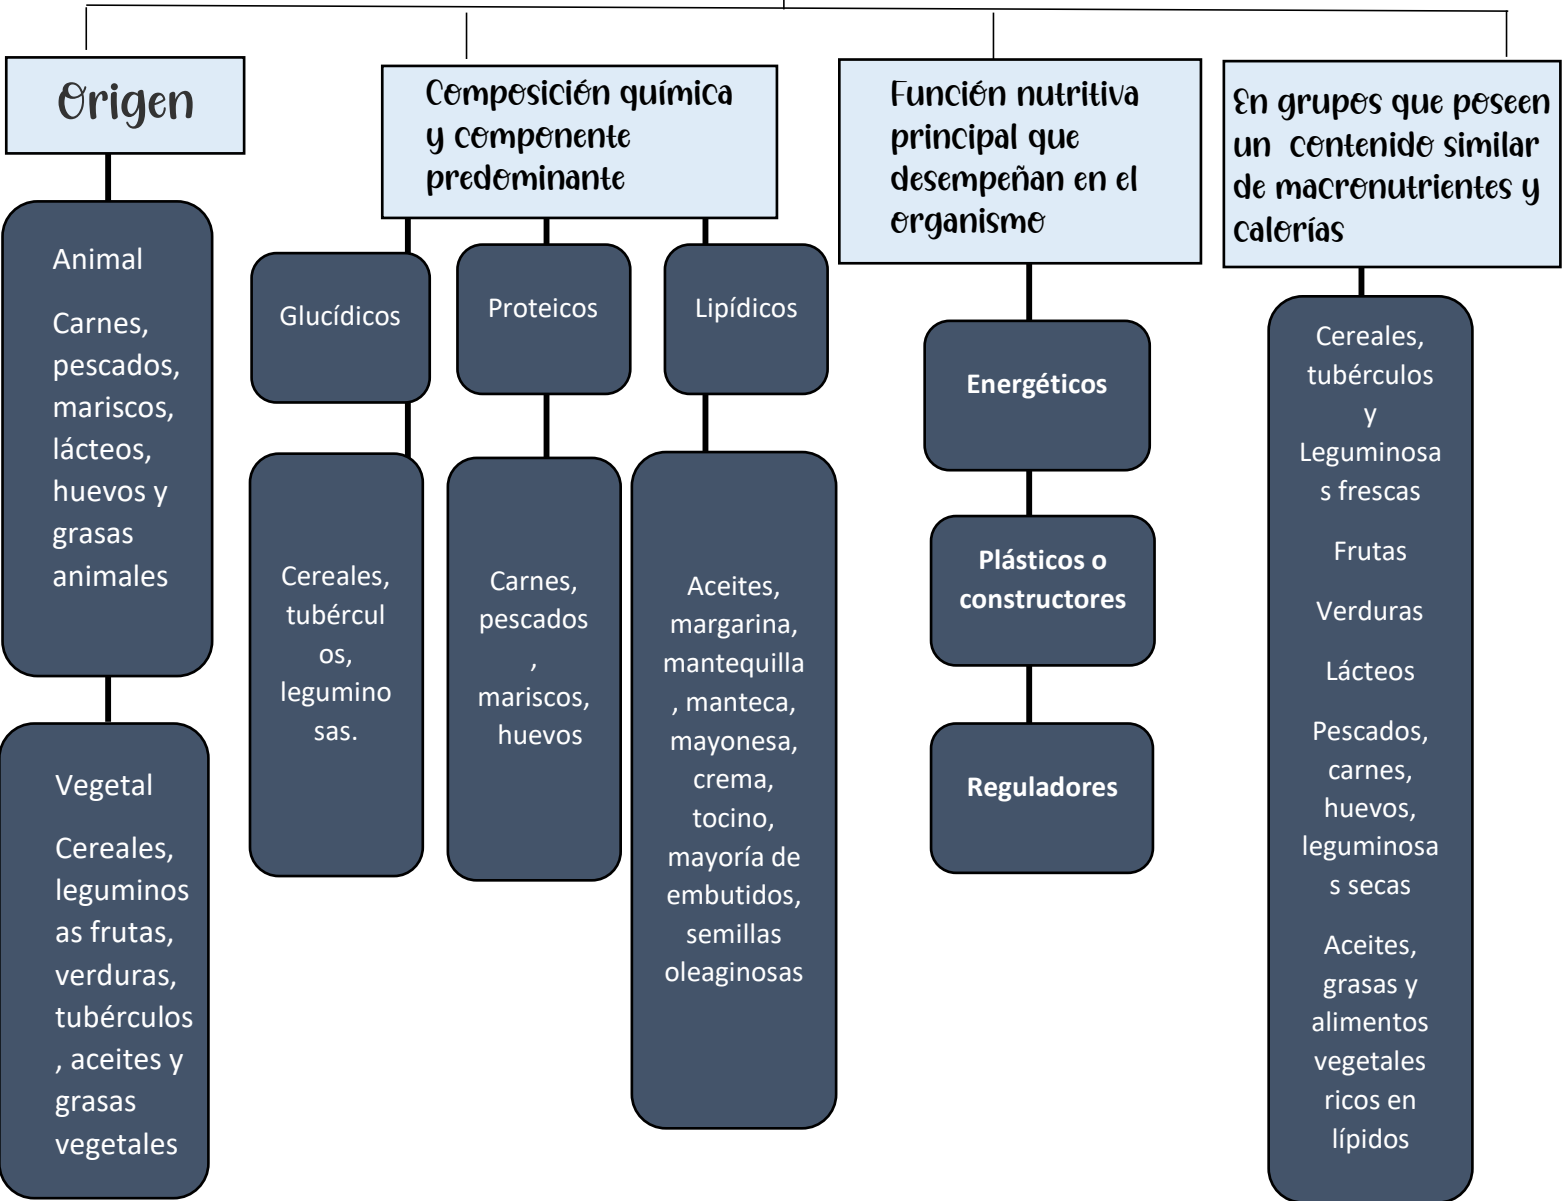 Origen
Animal
Carnes,
pescados,
mariscos,
lácteos,
huevos y
grasas
animales
Vegetal
Cereales,
leguminos
as frutas,
verduras,
tubérculos
, aceites y
grasas
vegetales
Composición química
y componente
predominante
Glucídicos
Cereales,
tubércul
os,
legumino
sas.
Proteicos
Carnes,
pescados
,
mariscos,
huevos
Lipídicos
Aceites,
margarina,
mantequilla
, manteca,
mayonesa,
crema,
tocino,
mayoría de
embutidos,
semillas
oleaginosas
Función nutritiva
principal que
desempeñan en el
organismo
Energéticos
Plásticos o
constructores
Reguladores
En grupos que poseen
un contenido similar
de macronutrientes y
calorías
Cereales,
tubérculos
y
Leguminosa
s frescas
Frutas
Verduras
Lácteos
Pescados,
carnes,
huevos,
leguminosa
s secas
Aceites,
grasas y
alimentos
vegetales
ricos en
lípidos